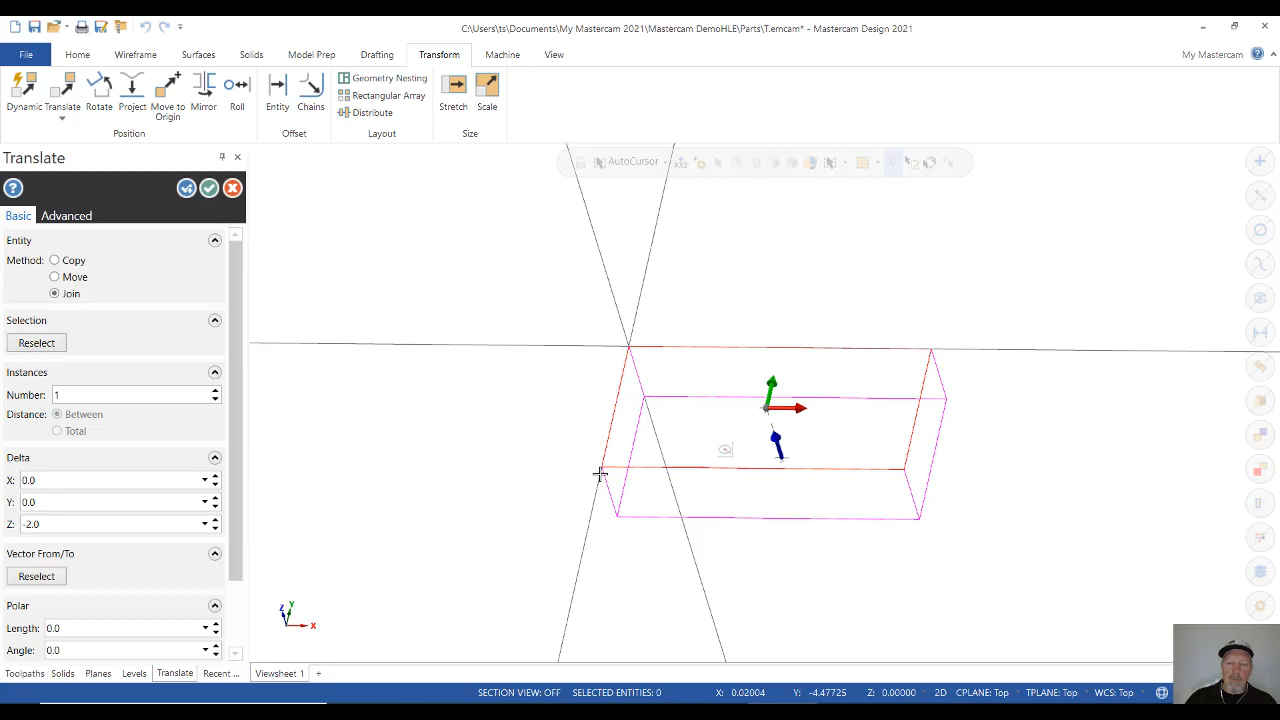 C:\Users\ts\Documents\My Mastercam 2021\Mastercam DemoHLE\Parts\T.emcam* - Mastercam Design 2021
File Home Wireframe Surfaces Solids Model Prep Drafting Transform Machine View My Mastercam
Dynamic Translate Rotate Project Move to Origin Mirror Roll
Entity Chains
Geometry Nesting
Rectangular Array
Distribute
Stretch Scale
Position Offset Layout Size
Translate
AutoCursor
Basic Advanced
Entity
Method: Copy
Move
Join
Selection
Reselect
Instances
Number: 1
Distance: Between
Total
Delta
X: 0.0
Y: 0.0
Z: -2.0
Vector From/To
Reselect
Polar
Length: 0.0
Angle: 0.0
Z Y X
Toolpaths Solids Planes Levels Translate Recent ...
Viewsheet 1 +
SECTION VIEW: OFF SELECTED ENTITIES: 0 X: 0.02004 Y: -4.47725 Z: 0.00000 2D CPLANE: Top TPLANE: Top WCS: Top